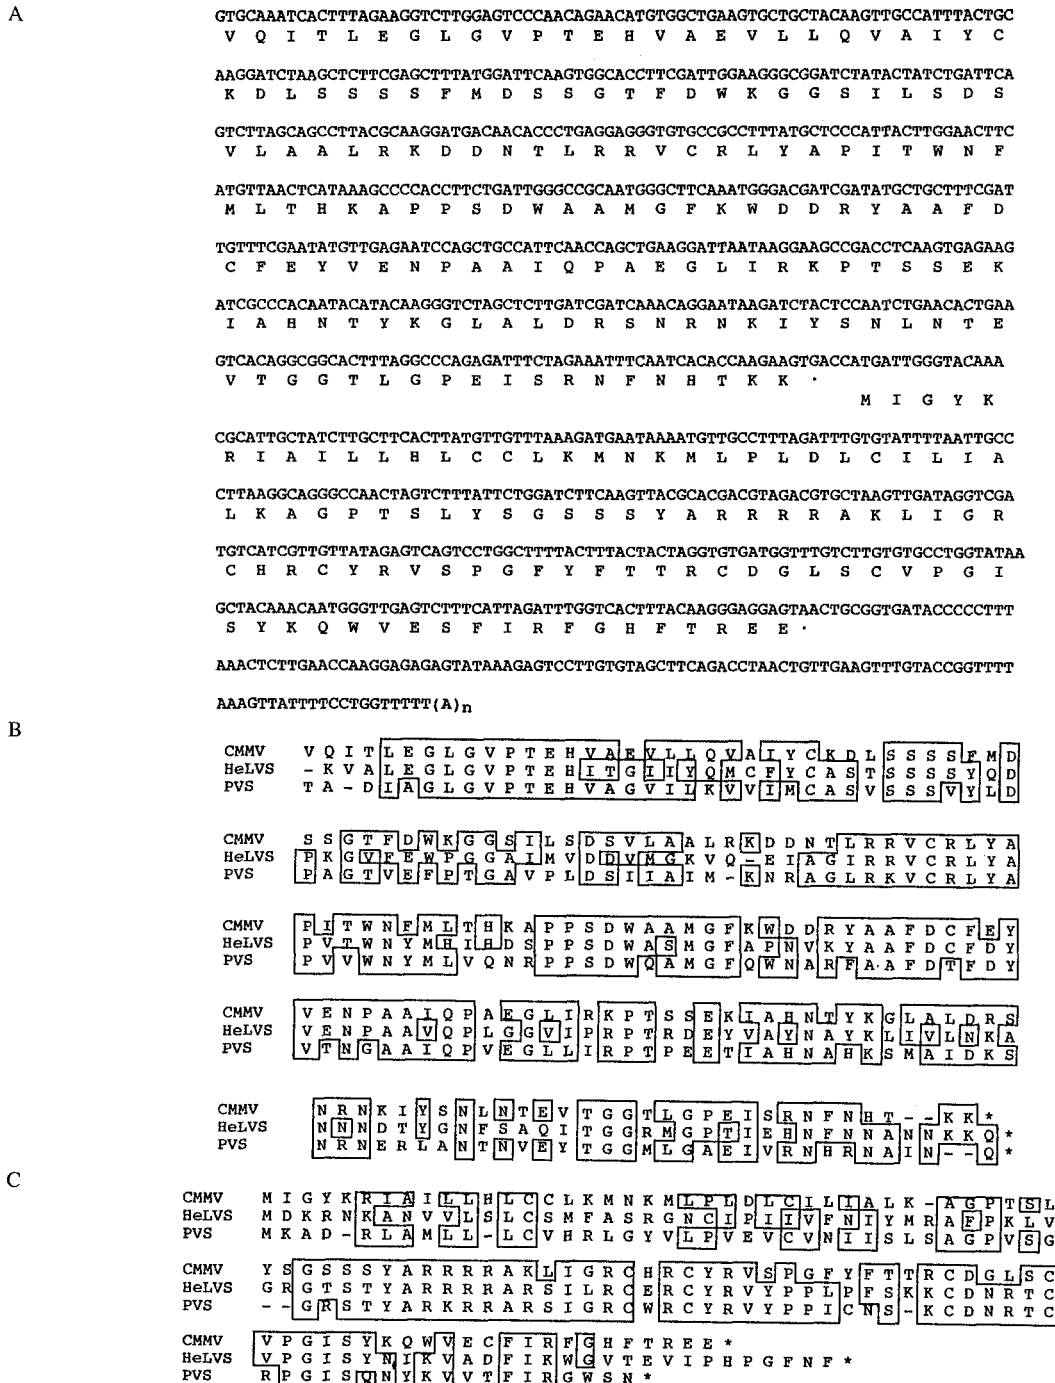 A
GTGCAAATCACTTTAGAAGGTCTTGGAGTCCCAACAGAACATGTGGCTGAAGTGCTGCTACAAGTTGCCATTTACTGC
V Q I T L E G L G V P T E H V A E V L L Q V A I Y C
AAGGATCTAAGCTCTTCGAGCTTTATGGATTCAAGTGGCACCTTCGATTGGAAGGGCGGATCTATACTATCTGATTCA
K D L S S S S F M D S S G T F D W K G G S I L S D S
GTCTTAGCAGCCTTACGCAAGGATGACAACACCCTGAGGAGGGTGTGCCGCCTTTATGCTCCCATTACTTGGAACTTC
V L A A L R K D D N T L R R V C R L Y A P I T W N F
ATGTTAACTCATAAAGCCCCACCTTCTGATTGGGCCGCAATGGGCTTCAAATGGGACGATCGATATGCTGCTTTCGAT
M L T H K A P P S D W A A M G F K W D D R Y A A F D
TGTTTCGAATATGTTGAGAATCCAGCTGCCATTCAACCAGCTGAAGGATTAATAAGGAAGCCGACCTCAAGTGAGAAG
C F E Y V E N P A A I Q P A E G L I R K P T S S E K
ATCGCCCACAATACATACAAGGGTCTAGCTCTTGATCGATCAAACAGGAATAAGATCTACTCCAATCTGAACACTGAA
I A H N T Y K G L A L D R S N R N K I Y S N L N T E
GTCACAGGCGGCACTTTAGGCCCAGAGATTTCTAGAAATTTCAATCACACCAAGAAGTGACCATGATTGGGTACAAA
V T G G T L G P E I S R N F N H T K K ·
M I G Y K
CGCATTGCTATCTTGCTTCACTTATGTTGTTTAAAGATGAATAAAATGTTGCCTTTAGATTTGTGTATTTTAATTGCC
R I A I L L H L C C L K M N K M L P L D L C I L I A
CTTAAGGCAGGGCCAACTAGTCTTTATTCTGGATCTTCAAGTTACGCACGACGTAGACGTGCTAAGTTGATAGGTCGA
L K A G P T S L Y S G S S S Y A R R R R A K L I G R
TGTCATCGTTGTTATAGAGTCAGTCCTGGCTTTTACTTTACTACTAGGTGTGATGGTTTGTCTTGTGTGCCTGGTATAA
C H R C Y R V S P G F Y F T T R C D G L S C V P G I
GCTACAAACAATGGGTTGAGTCTTTCATTAGATTTGGTCACTTTACAAGGGAGGAGTAACTGCGGTGATACCCCCTTT
S Y K Q W V E S F I R F G H F T R E E ·
AAACTCTTGAACCAAGGAGAGAGTATAAAGAGTCCTTGTGTAGCTTCAGACCTAACTGTTGAAGTTTGTACCGGTTTT
AAAGTTATTTTCCTGGTTTTT(A)n
B
CMMV V Q I T L E G L G V P T E H V A E V L L Q V A I Y C K D L S S S S F M D
HeLVS - K V A L E G L G V P T E H I T G I I Y Q M C F Y C A S T S S S S Y Q D
PVS T A - D I A G L G V P T E H V A G V I L K V V I M C A S V S S S V Y L D
CMMV S S G T F D W K G G S I L S D S V L A A L R K D D N T L R R V C R L Y A
HeLVS P K G V F E W P G G A I M V D D V M G K V Q - E I A G I R R V C R L Y A
PVS P A G T V E F P T G A V P L D S I I A I M - K N R A G L R K V C R L Y A
CMMV P I T W N F M L T H K A P P S D W A A M G F K W D D R Y A A F D C F E Y
HeLVS P V T W N Y M H I H D S P P S D W A S M G F A P N V K Y A A F D C F D Y
PVS P V V W N Y M L V Q N R P P S D W Q A M G F Q W N A R F A A F D T F D Y
CMMV V E N P A A I Q P A E G L I R K P T S S E K I A H N T Y K G L A L D R S
HeLVS V E N P A A V Q P L G G V I P R P T R D E Y V A Y N A Y K L I V L N K A
PVS V T N G A A I Q P V E G L L I R P T P E E T I A H N A H K S M A I D K S
CMMV N R N K I Y S N L N T E V T G G T L G P E I S R N F N H T - - K K *
HeLVS N N N D T Y G N F S A Q I T G G R M G P T I E H N F N N A N N K K Q *
PVS N R N E R L A N T N V E Y T G G M L G A E I V R N H R N A I N - - Q *
C
CMMV M I G Y K R I A I L L H L C C L K M N K M L P L D L C I L I A L K - A G P T S L
HeLVS M D K R N K A N V V L S L C S M F A S R G N C I P I I V F N I Y M R A F P K L V
PVS M K A D - R L A M L L - L C V H R L G Y V L P V E V C V N I I S L S A G P V S G
CMMV Y S G S S S Y A R R R R A K L I G R C H R C Y R V S P G F Y F T T R C D G L S C
HeLVS G R G T S T Y A R R R R A R S I L R C E R C Y R V Y P P L P F S K K C D N R T C
PVS - - G R S T Y A R K R R A R S I G R C W R C Y R V Y P P I C N S - K C D N R T C
CMMV V P G I S Y K Q W V E C F I R F G H F T R E E *
HeLVS V P G I S Y N I K V A D F I K W G V T E V I P H P G F N F *
PVS R P G I S Q N Y K V V T F I R G W S N *